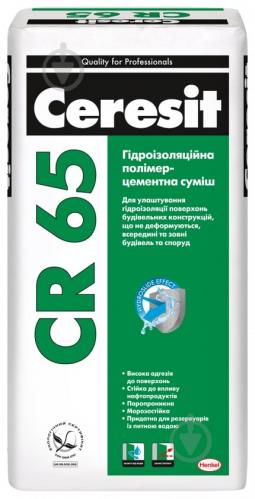 Quality for Professionals
Ceresit
CR 65
Гідроізоляційна
полімер-
цементна суміш
Для улаштування
гідроізоляції поверхонь
будівельних конструкцій,
що не деформуються,
всередині та зовні
будівель та споруд
HYDROSLIDE EFFECT
• Висока адгезія
до поверхонь
• Стійка до впливу
нафтопродуктів
• Паропроникна
• Морозостійка
• Придатна для резервуарів
із питною водою
Henkel